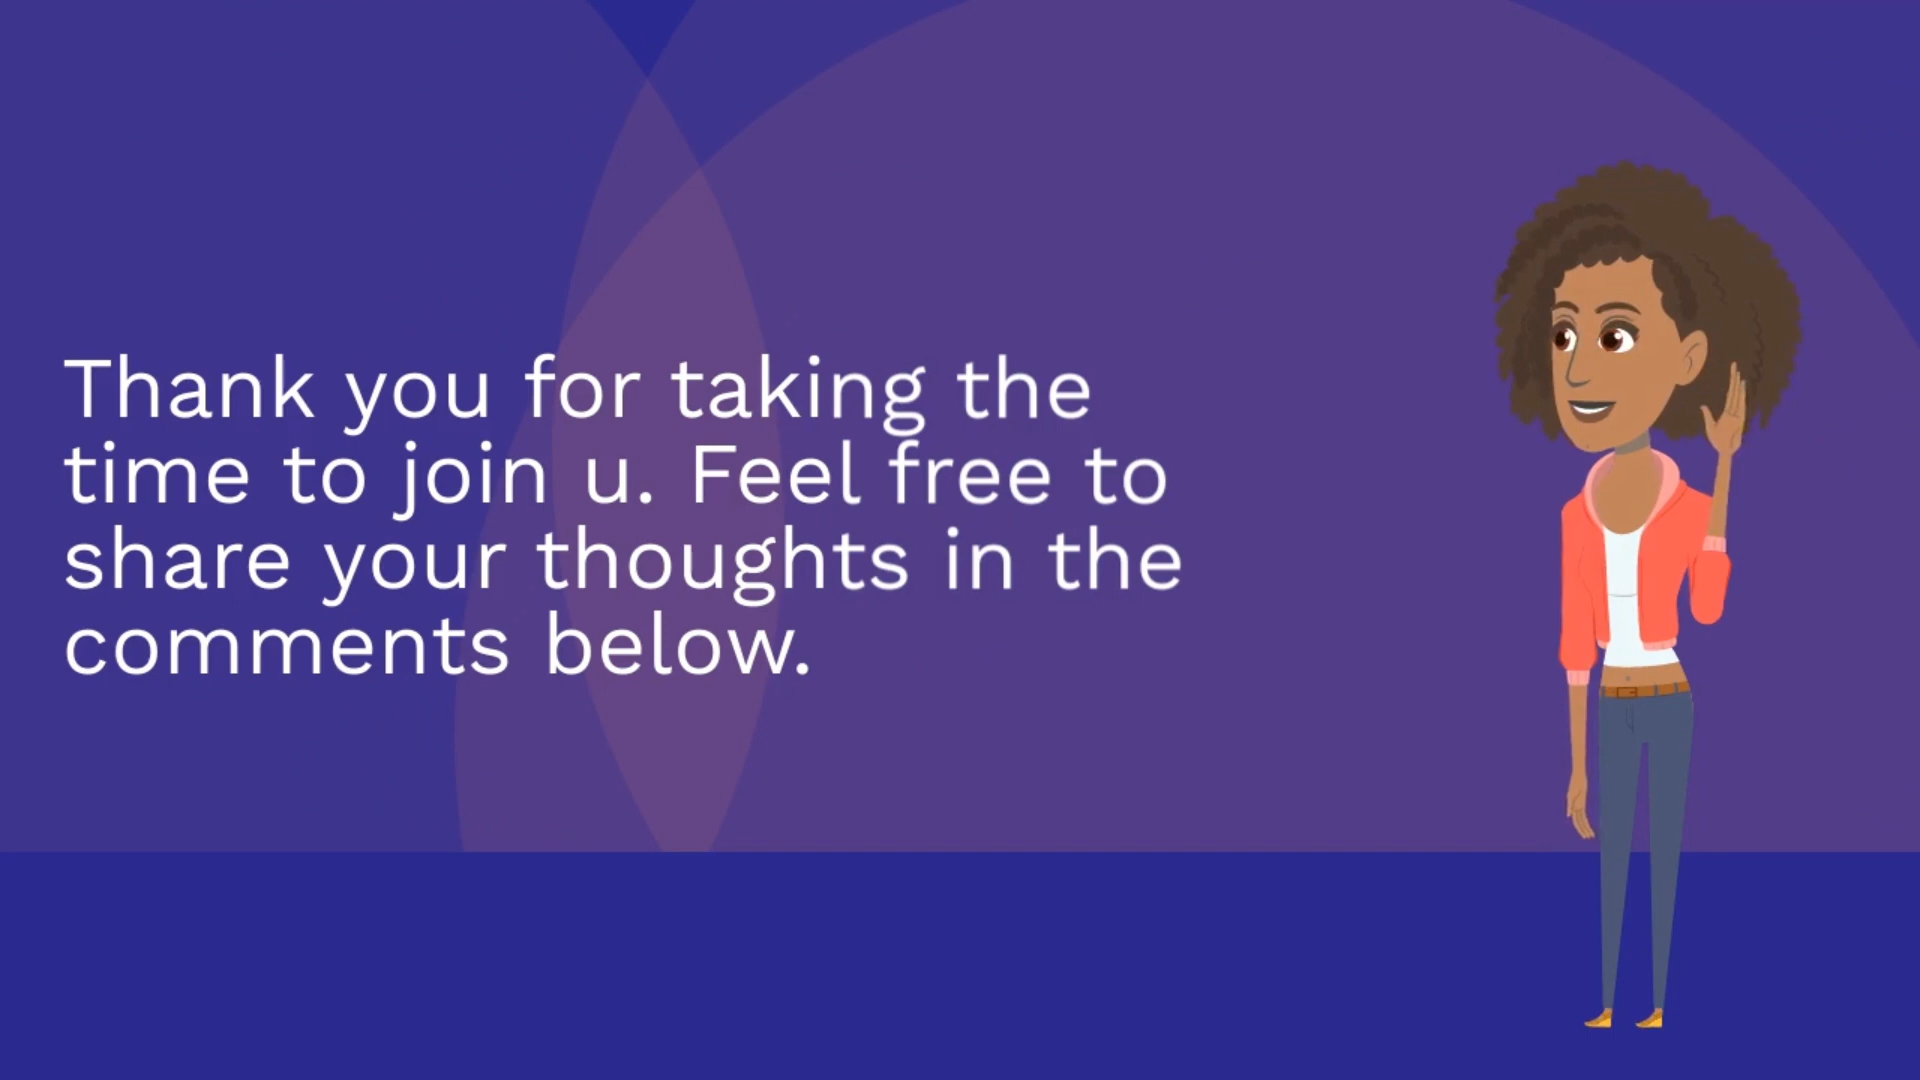 Thank you for taking the
time to join u. Feel free to
share your thoughts in the
comments below.